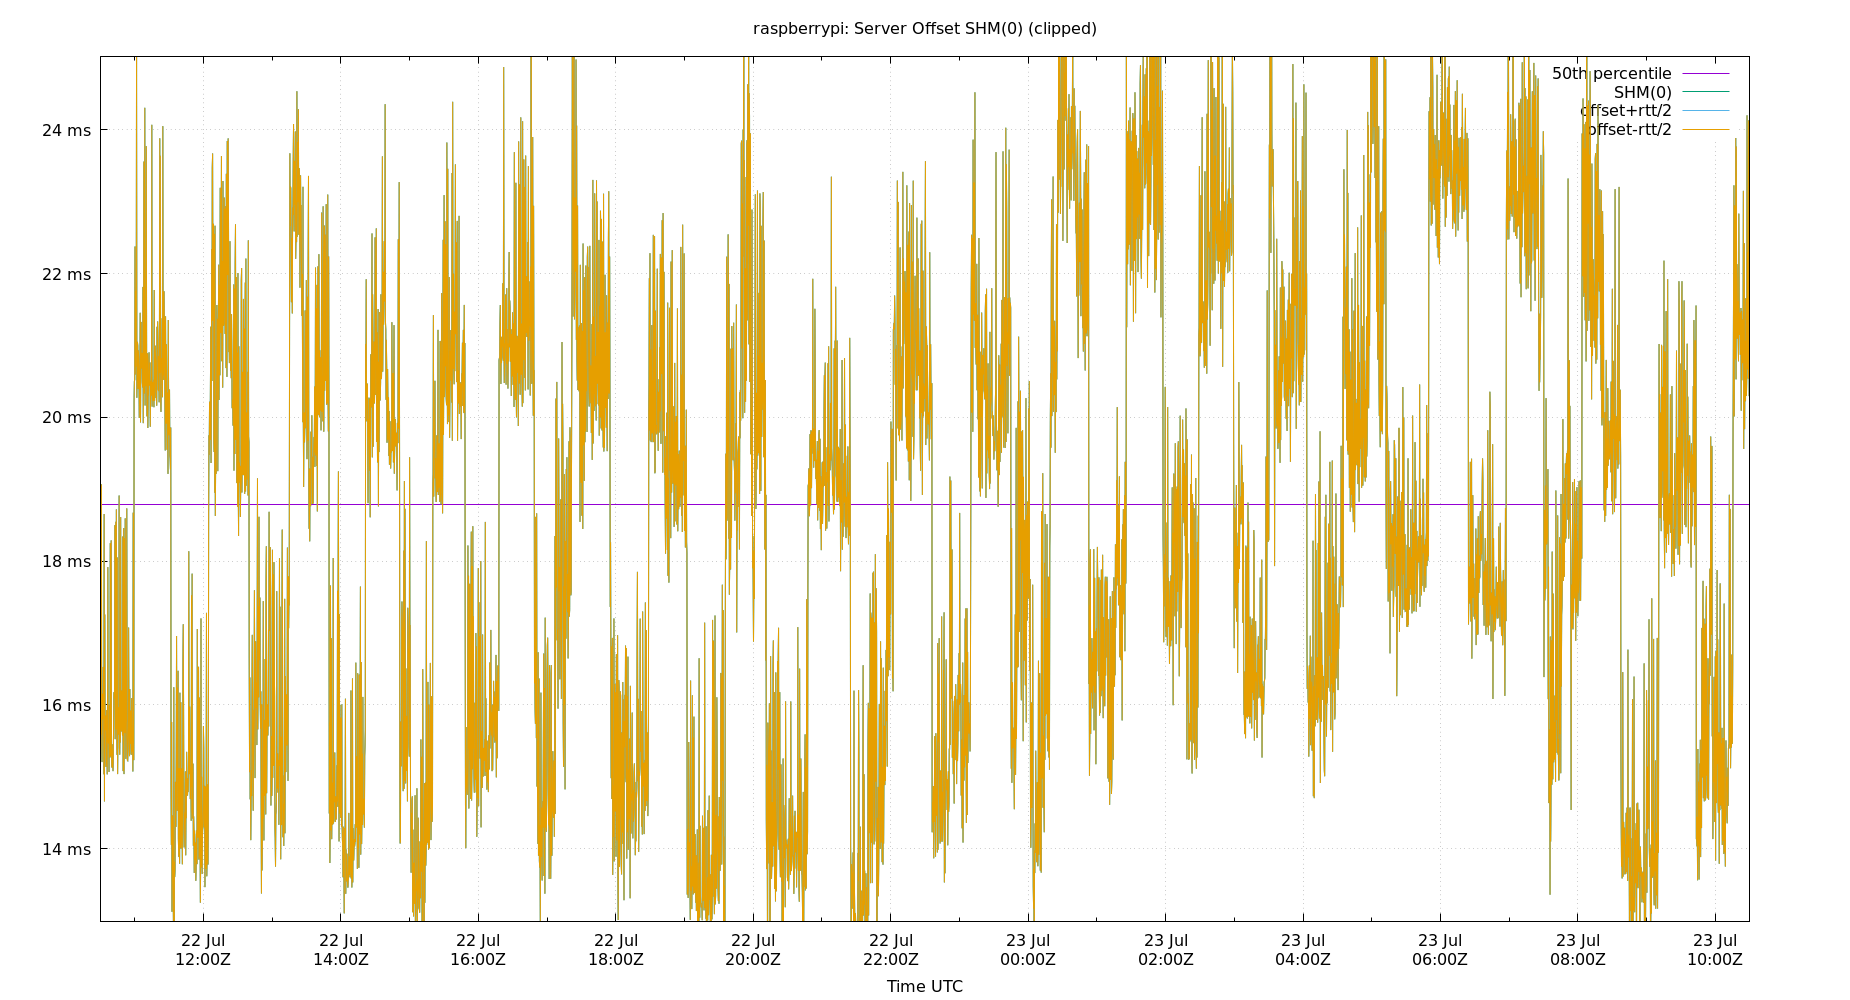 raspberrypi: Server Offset SHM(0) (clipped)
50th percentile
SHM(0)
offset+rtt/2
offset-rtt/2
24 ms
22 ms
20 ms
18 ms
16 ms
14 ms
22 Jul 22 Jul 22 Jul 22 Jul 22 Jul 22 Jul 23 Jul 23 Jul 23 Jul 23 Jul 23 Jul 23 Jul
12:00Z 14:00Z 16:00Z 18:00Z 20:00Z 22:00Z 00:00Z 02:00Z 04:00Z 06:00Z 08:00Z 10:00Z
Time UTC